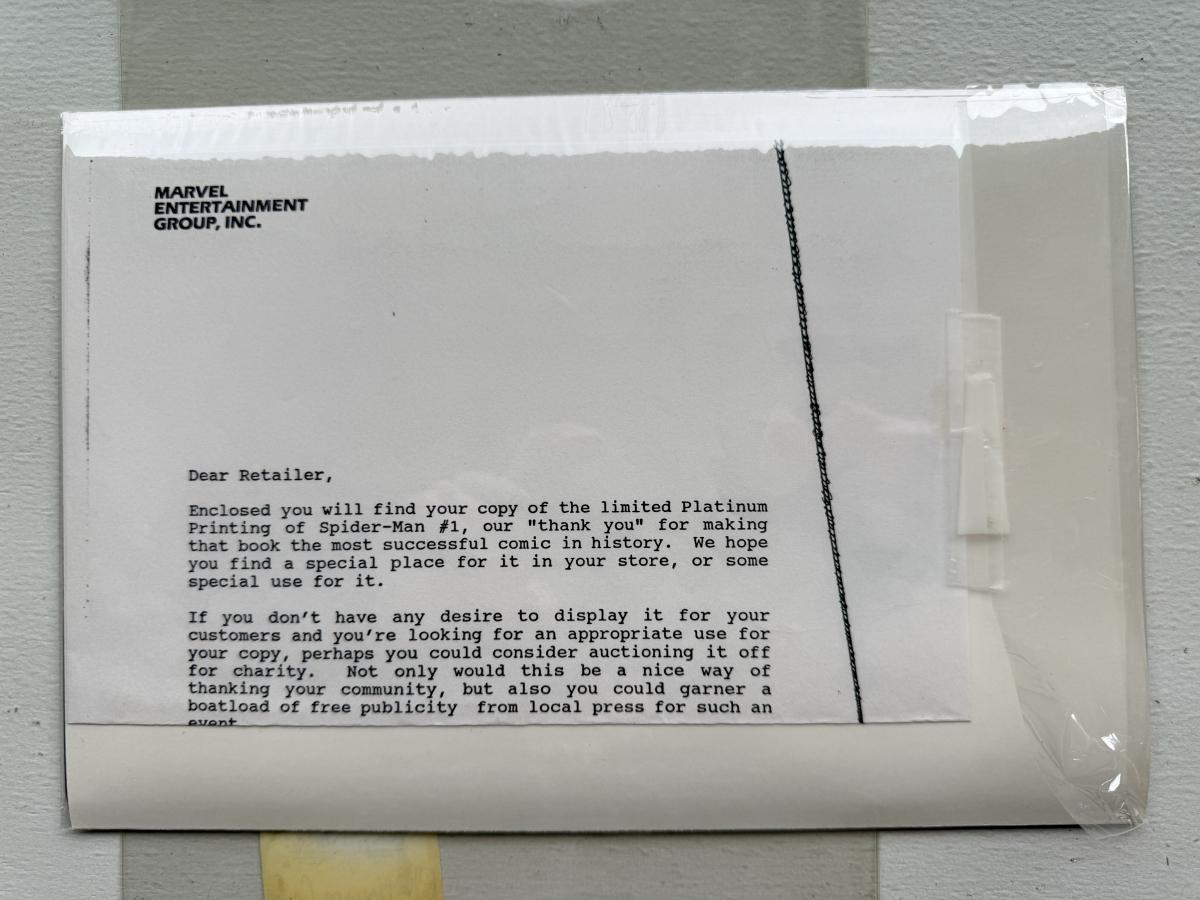 MARVEL
ENTERTAINMENT
GROUP, INC.
Dear Retailer,
Enclosed you will find your copy of the limited Platinum
Printing of Spider-Man #1, our "thank you" for making
that book the most successful comic in history. We hope
you find a special place for it in your store, or some
special use for it.
If you don't have any desire to display it for your
customers and you're looking for an appropriate use for
your copy, perhaps you could consider auctioning it off
for charity. Not only would this be a nice way of
thanking your community, but also you could garner a
boatload of free publicity from local press for such an
event